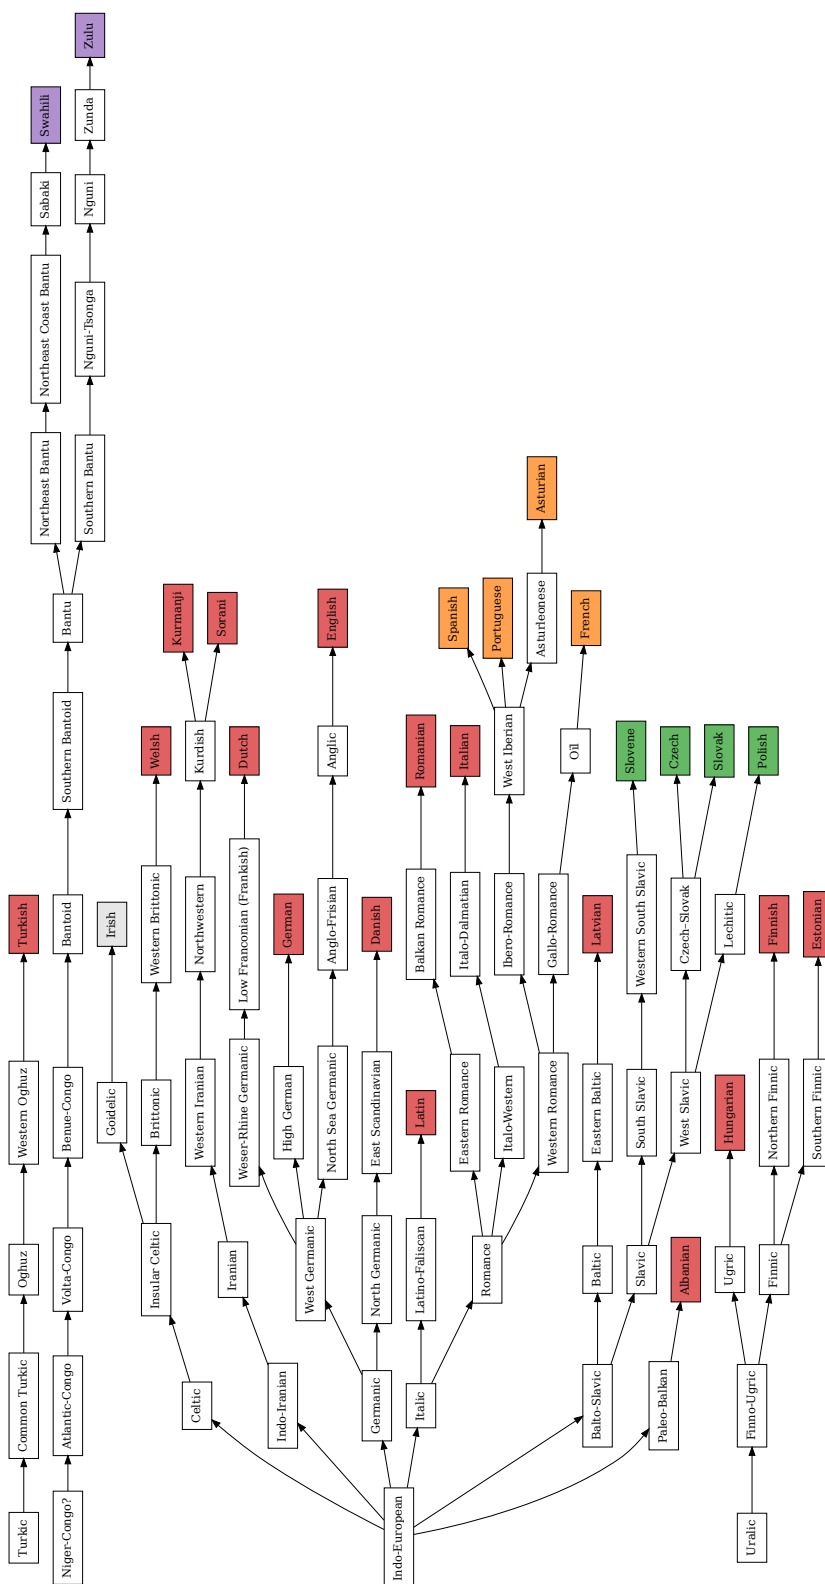 Turkic
Common Turkic
Oghuz
Western Oghuz
Turkish
Niger-Congo?
Atlantic-Congo
Volta-Congo
Benue-Congo
Bantoid
Southern Bantoid
Bantu
Northeast Bantu
Northeast Coast Bantu
Sabaki
Swahili
Southern Bantu
Nguni-Tsonga
Nguni
Zunda
Zulu
Indo-European
Celtic
Insular Celtic
Goidelic
Irish
Brittonic
Western Brittonic
Welsh
Indo-Iranian
Iranian
Western Iranian
Northwestern
Kurdish
Kurmanji
Sorani
Germanic
West Germanic
Weser-Rhine Germanic
Low Franconian (Frankish)
Dutch
High German
German
North Sea Germanic
Anglo-Frisian
Anglic
English
North Germanic
East Scandinavian
Danish
Italic
Latino-Faliscan
Latin
Romance
Eastern Romance
Balkan Romance
Romanian
Italo-Western
Italo-Dalmatian
Italian
Western Romance
Ibero-Romance
West Iberian
Spanish
Portuguese
Asturleonese
Asturian
Gallo-Romance
Oïl
French
Balto-Slavic
Baltic
Eastern Baltic
Latvian
Slavic
South Slavic
Western South Slavic
Slovene
West Slavic
Czech–Slovak
Czech
Slovak
Lechitic
Polish
Paleo-Balkan
Albanian
Uralic
Finno-Ugric
Ugric
Hungarian
Finnic
Northern Finnic
Finnish
Southern Finnic
Estonian